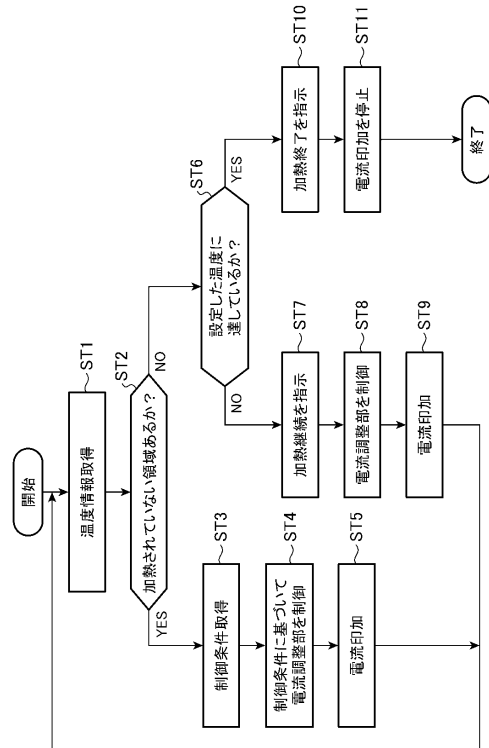 開始
温度情報取得
ST1
加熱されていない領域あるか？
ST2
YES
NO
制御条件取得
ST3
制御条件に基づいて
電流調整部を制御
ST4
電流印加
ST5
設定した温度に
達しているか？
ST6
NO
YES
加熱継続を指示
ST7
電流調整部を制御
ST8
電流印加
ST9
加熱終了を指示
ST10
電流印加を停止
ST11
終了